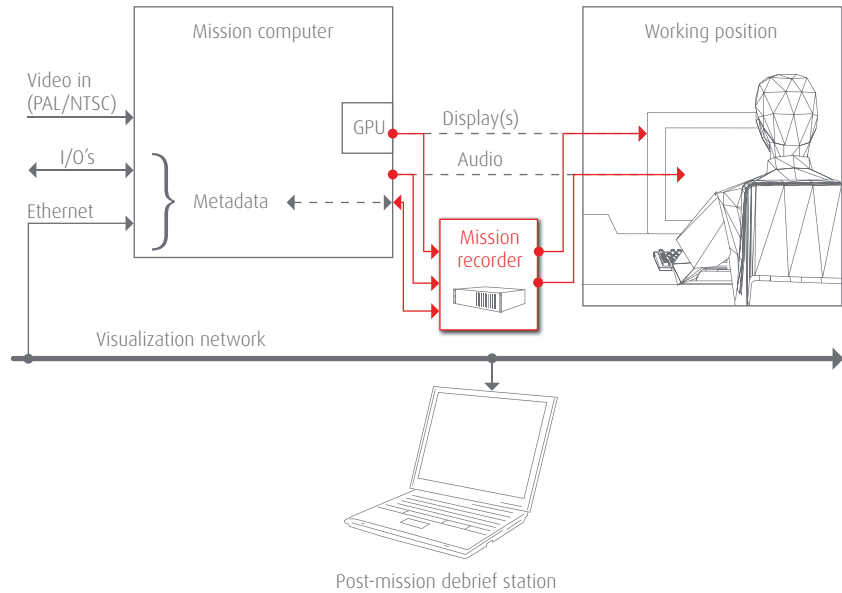 Mission computer
Working position
Video in
(PAL/NTSC)
GPU
Display(s)
I/O's
Audio
Metadata
Ethernet
Mission
recorder
Visualization network
Post-mission debrief station